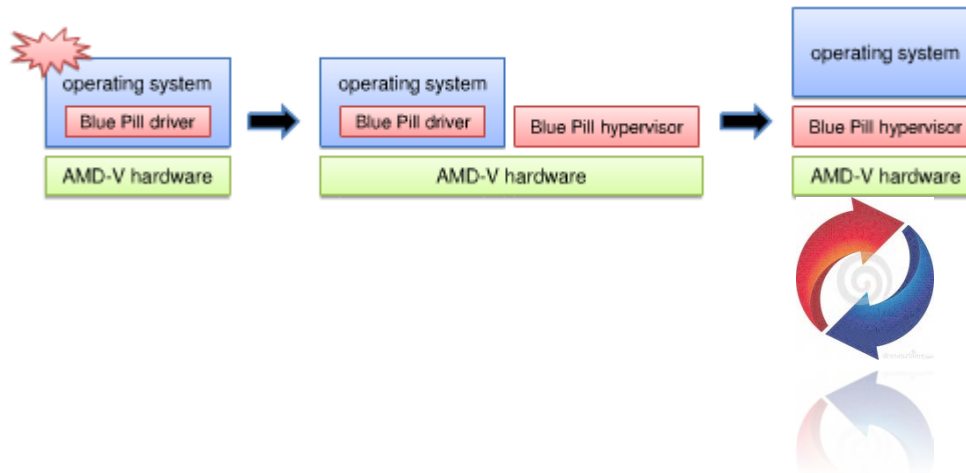 operating system
Blue Pill driver
AMD-V hardware
operating system
Blue Pill driver
Blue Pill hypervisor
AMD-V hardware
operating system
Blue Pill hypervisor
AMD-V hardware